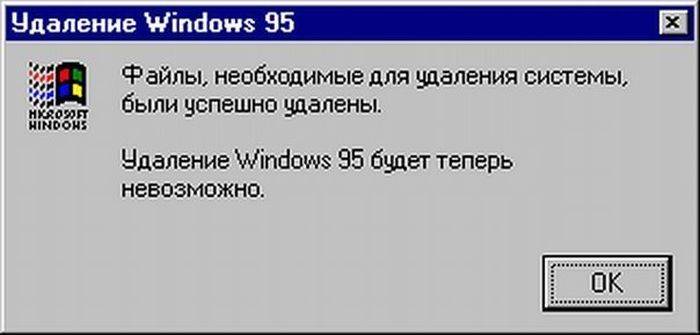 Удаление Windows 95
Файлы, необходимые для удаления системы,
были успешно удалены.
Удаление Windows 95 будет теперь
невозможно.
MICROSOFT
WINDOWS
OK